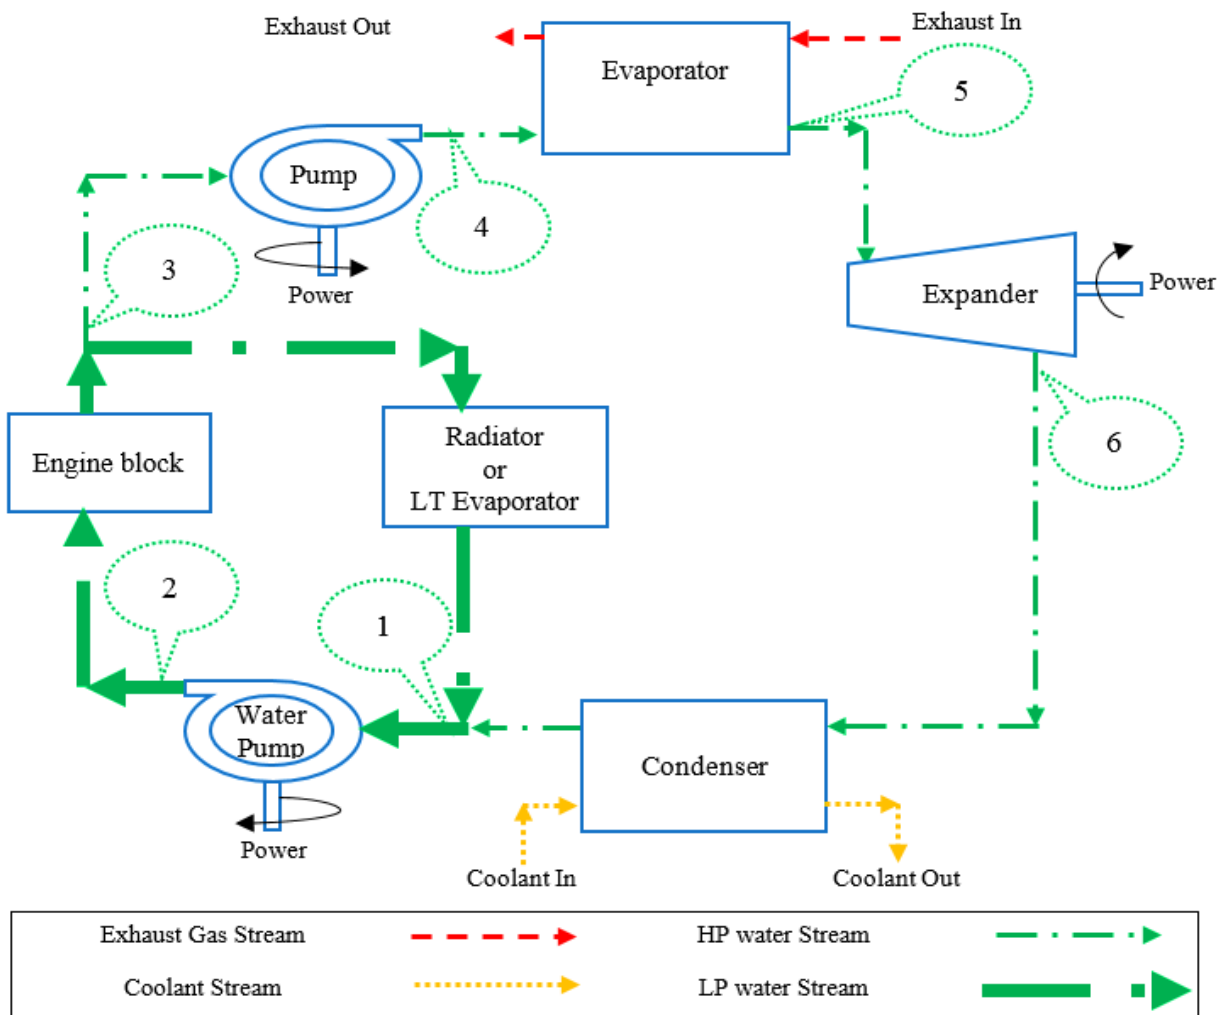 Exhaust Out
Exhaust In
Evaporator
5
Pump
4
3
Power
Expander
Power
Engine block
Radiator
or
LT Evaporator
6
2
1
Water
Pump
Condenser
Power
Coolant In
Coolant Out
Exhaust Gas Stream
HP water Stream
Coolant Stream
LP water Stream